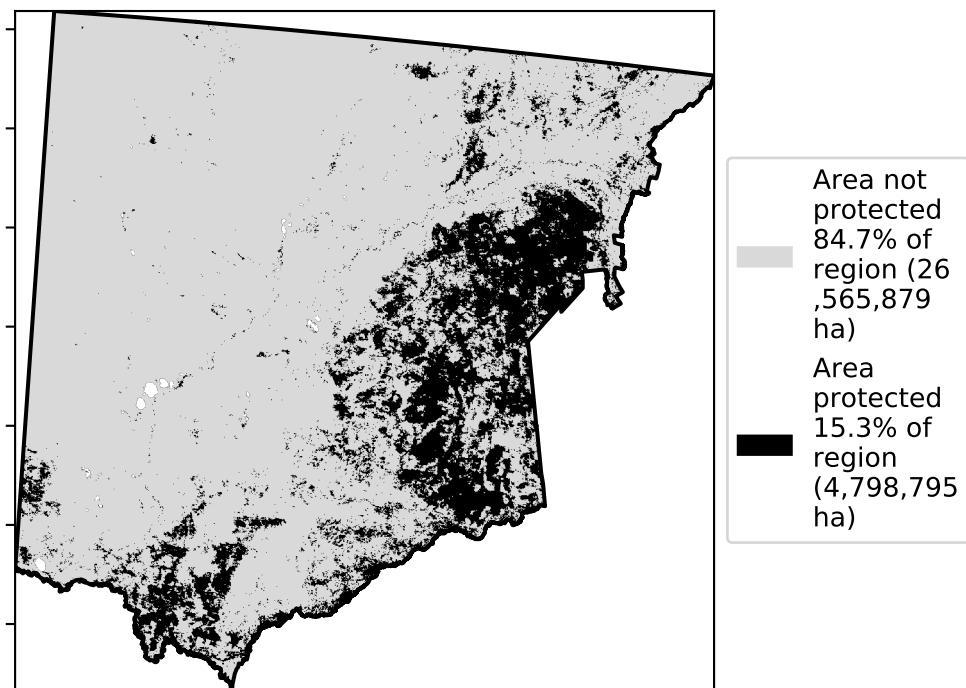 Area not
protected
84.7% of
region (26
,565,879
ha)
Area
protected
15.3% of
region
(4,798,795
ha)